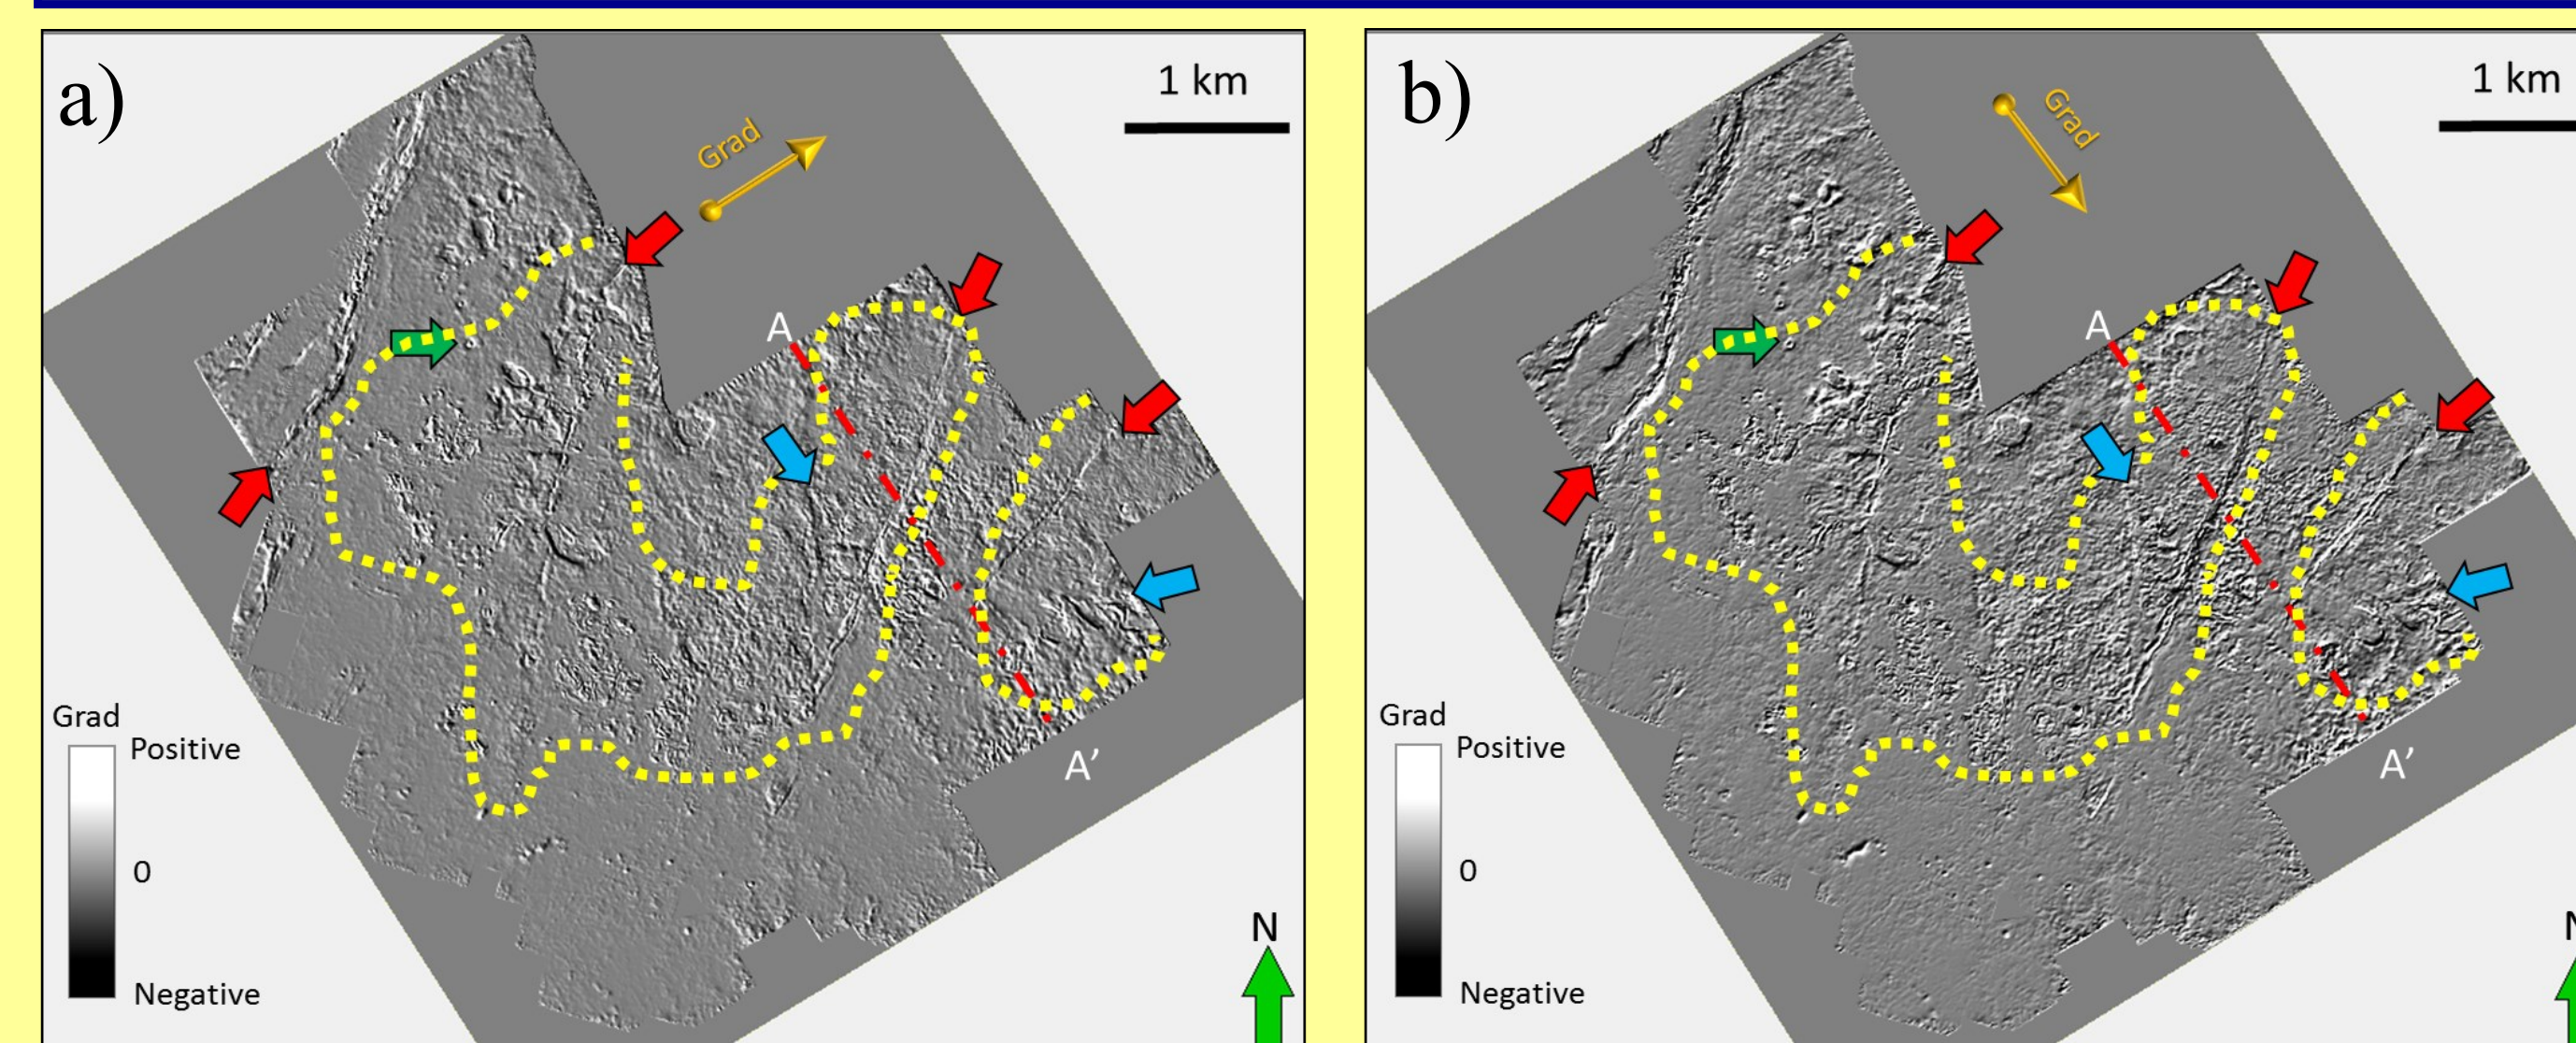 a)
1 km
Grad
A
A’
Grad
Positive
0
Negative
N
b)
1 km
Grad
A
A’
Grad
Positive
0
Negative